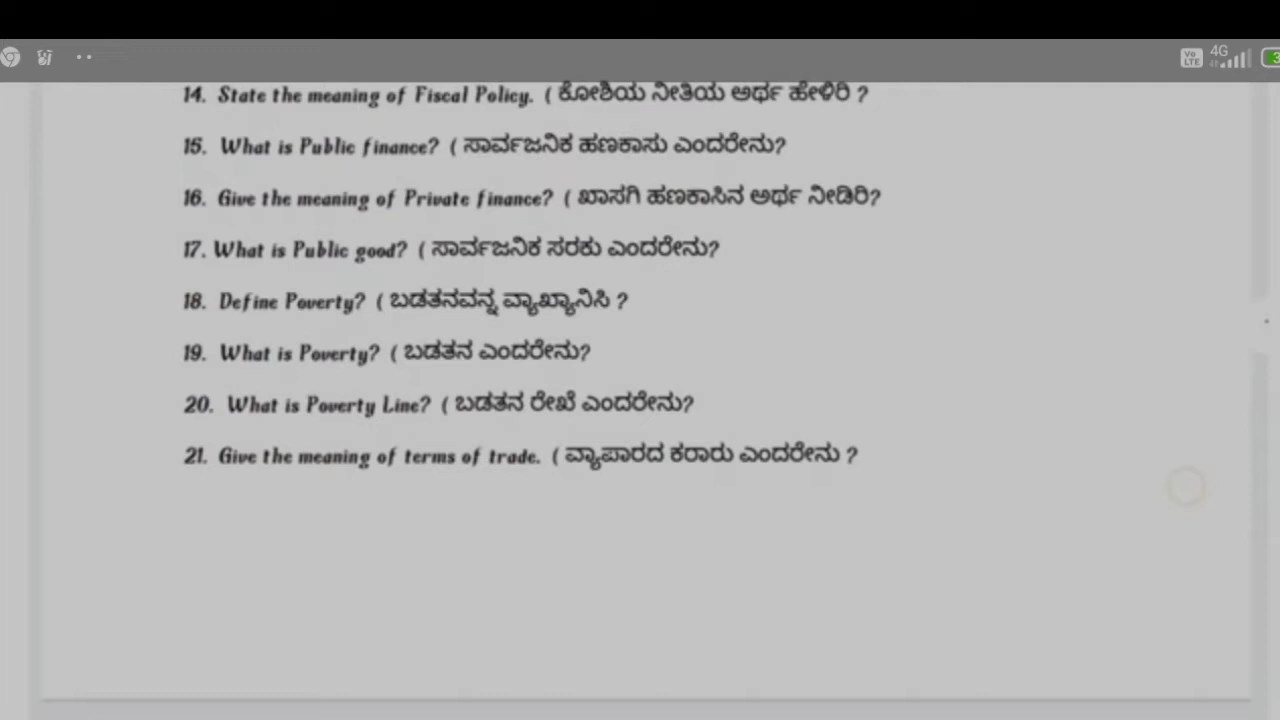 4G
Vo
LTE
14. State the meaning of Fiscal Policy. ( ಕೋಶಿಯ ನೀತಿಯ ಅರ್ಥ ಹೇಳಿರಿ ?
15. What is Public finance? ( ಸಾರ್ವಜನಿಕ ಹಣಕಾಸು ಎಂದರೇನು?
16. Give the meaning of Private finance? ( ಖಾಸಗಿ ಹಣಕಾಸಿನ ಅರ್ಥ ನೀಡಿರಿ?
17. What is Public good? ( ಸಾರ್ವಜನಿಕ ಸರಕು ಎಂದರೇನು?
18. Define Poverty? ( ಬಡತನವನ್ನ ವ್ಯಾಖ್ಯಾನಿಸಿ ?
19. What is Poverty? ( ಬಡತನ ಎಂದರೇನು?
20. What is Poverty Line? ( ಬಡತನ ರೇಖೆ ಎಂದರೇನು?
21. Give the meaning of terms of trade. ( ವ್ಯಾಪಾರದ ಕರಾರು ಎಂದರೇನು ?